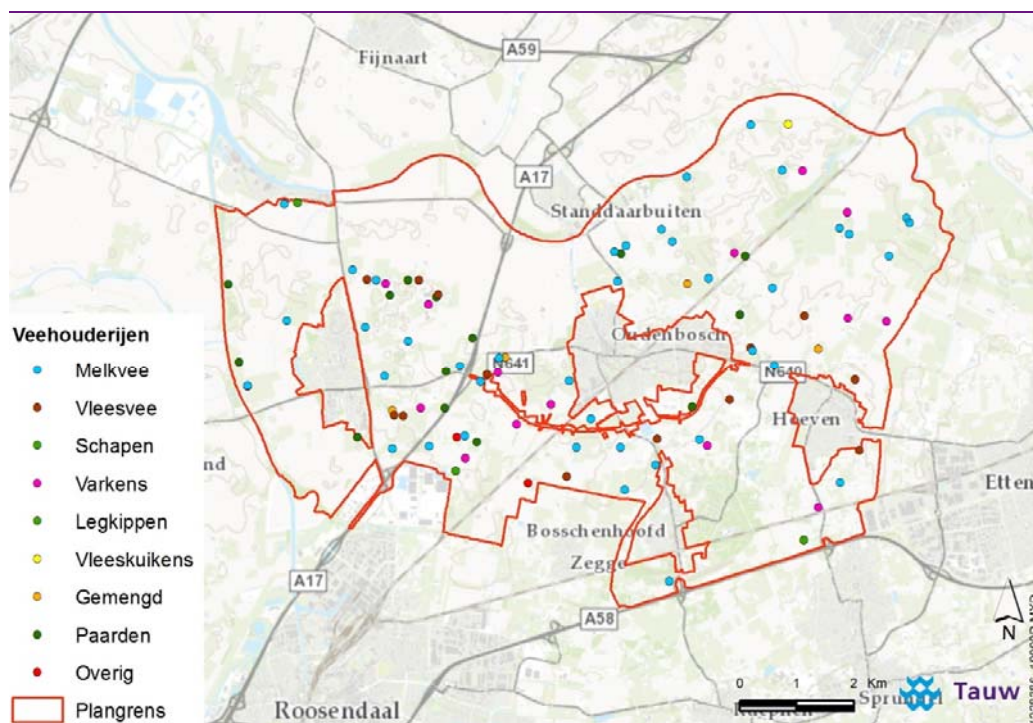 A59
Fijnaart
A17
Standdaarbuiten
Oudenbosch
N641
N640
Hoeven
Etten
Bosschenhoofd
Zegge
A17
A58
Roosendaal
Veehouderijen
Melkvee
Vleesvee
Schapen
Varkens
Legkippen
Vleeskuikens
Gemengd
Paarden
Overig
Plangrens
nd
N
0 1 2 Km
Tauw